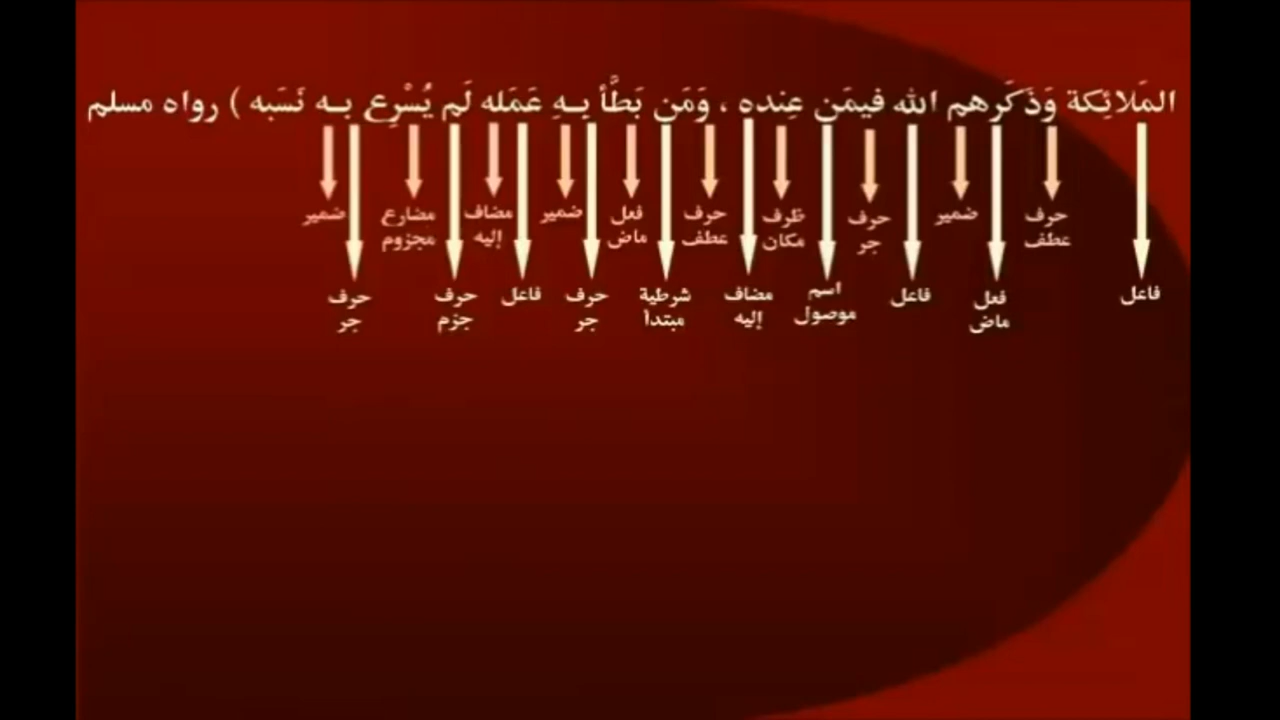 المَلائِكة وَذَكَرهم الله فيمَن عِنده ، وَمَن بَطَّأ بِـهِ عَمَله لَم يُسْرِع بـه نَسَبه ) رواه مسلم
حرف عطف
ضمير
حرف جر
ظرف مكان
حرف عطف
فعل ماض
ضمير
مضاف إليه
مضارع مجزوم
ضمير
فاعل
فعل ماض
فاعل
اسم موصول
مضاف إليه
شرطية مبتدأ
حرف جر
فاعل
حرف جزم
حرف جر